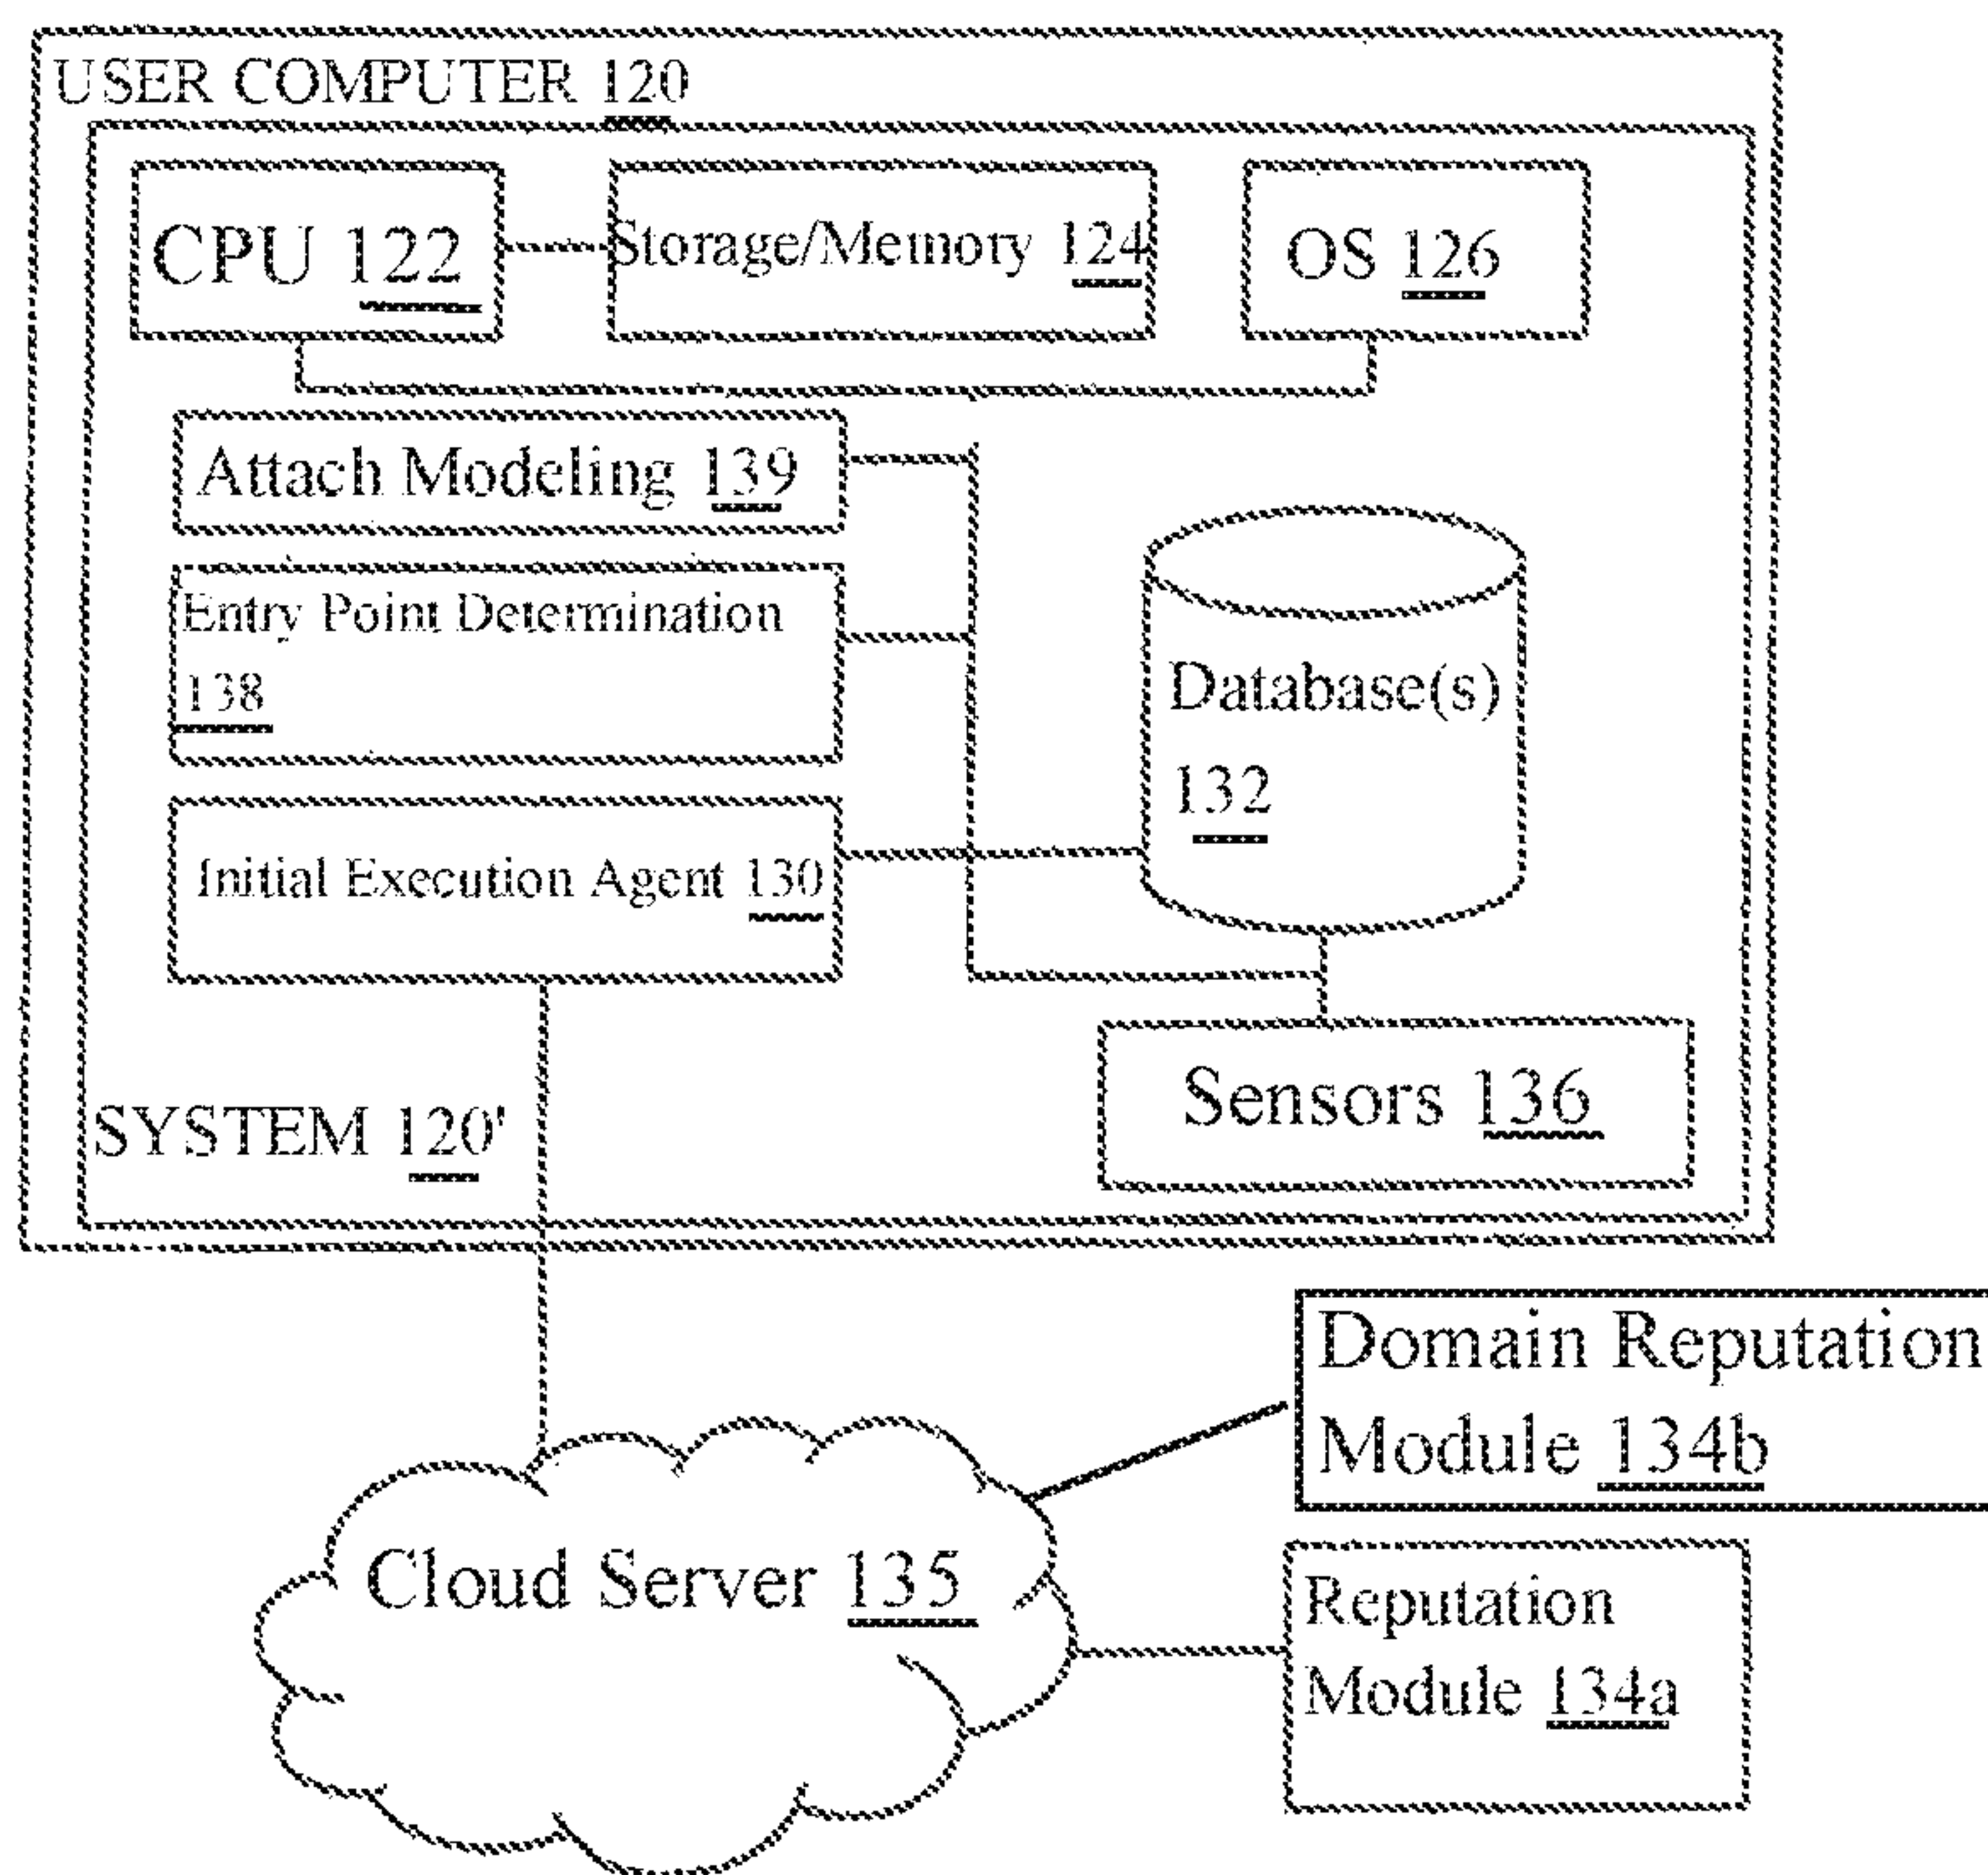 USER COMPUTER 120
CPU 122
Storage/Memory 124
OS 126
Attach Modeling 139
Entry Point Determination
138
Database(s)
132
Initial Execution Agent 130
Sensors 136
SYSTEM 120'
Domain Reputation
Module 134b
Cloud Server 135
Reputation
Module 134a